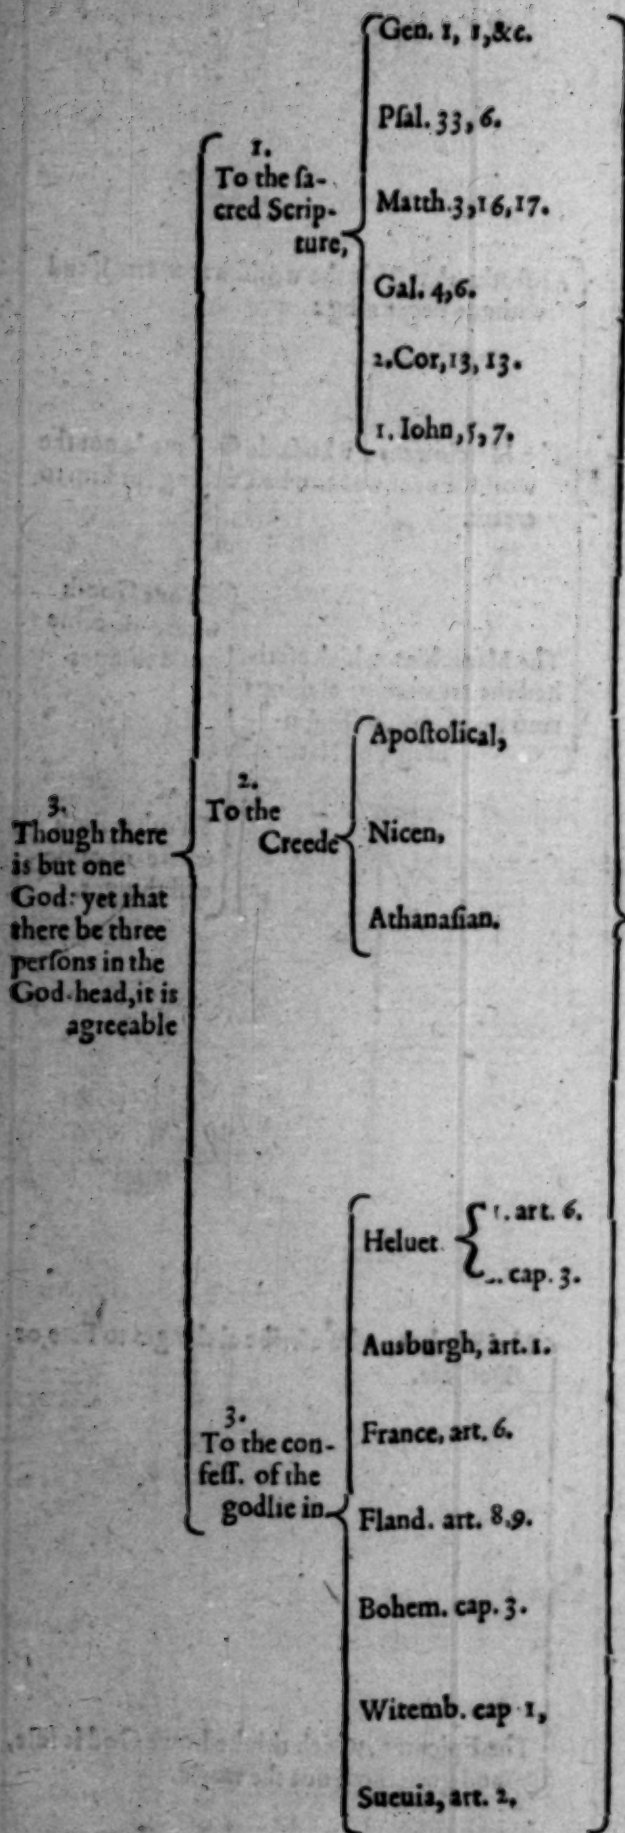 3.
Though there
is but one
God: yet that
there be three
perſons in the
God-head, it is
agreeable
1.
To the ſa-
cred Scrip-
ture,
Gen. 1, 1, &c.
Pſal. 33, 6.
Matth. 3, 16, 17.
Gal. 4, 6.
2. Cor, 13, 13.
1. Iohn, 5, 7.
2.
To the
Creede
Apoſtolical,
Nicen,
Athanaſian.
3.
To the con-
feſſ. of the
godlie in
Heluet
1. art. 6.
cap. 3.
Ausburgh, art. 1.
France, art. 6.
Fland. art. 8, 9.
Bohem. cap. 3.
Witemb. cap 1,
Sueuia, art. 2,